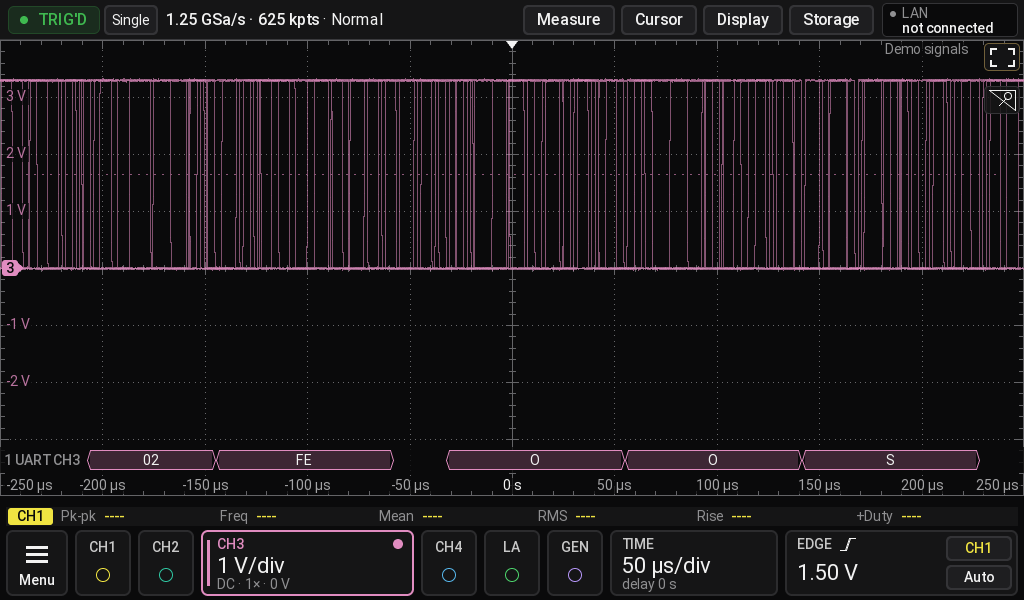 TRIG'D
Single
1.25 GSa/s · 625 kpts · Normal
Measure
Cursor
Display
Storage
LAN
not connected
Demo signals
3 V
2 V
1 V
3
-1 V
-2 V
1 UART CH3
02
FE
O
O
S
-250 µs
-200 µs
-150 µs
-100 µs
-50 µs
0 s
50 µs
100 µs
150 µs
200 µs
250 µs
CH1
Pk-pk ----
Freq ----
Mean ----
RMS ----
Rise ----
+Duty ----
Menu
CH1
CH2
CH3
1 V/div
DC · 1× · 0 V
CH4
LA
GEN
TIME
50 µs/div
delay 0 s
EDGE
1.50 V
CH1
Auto